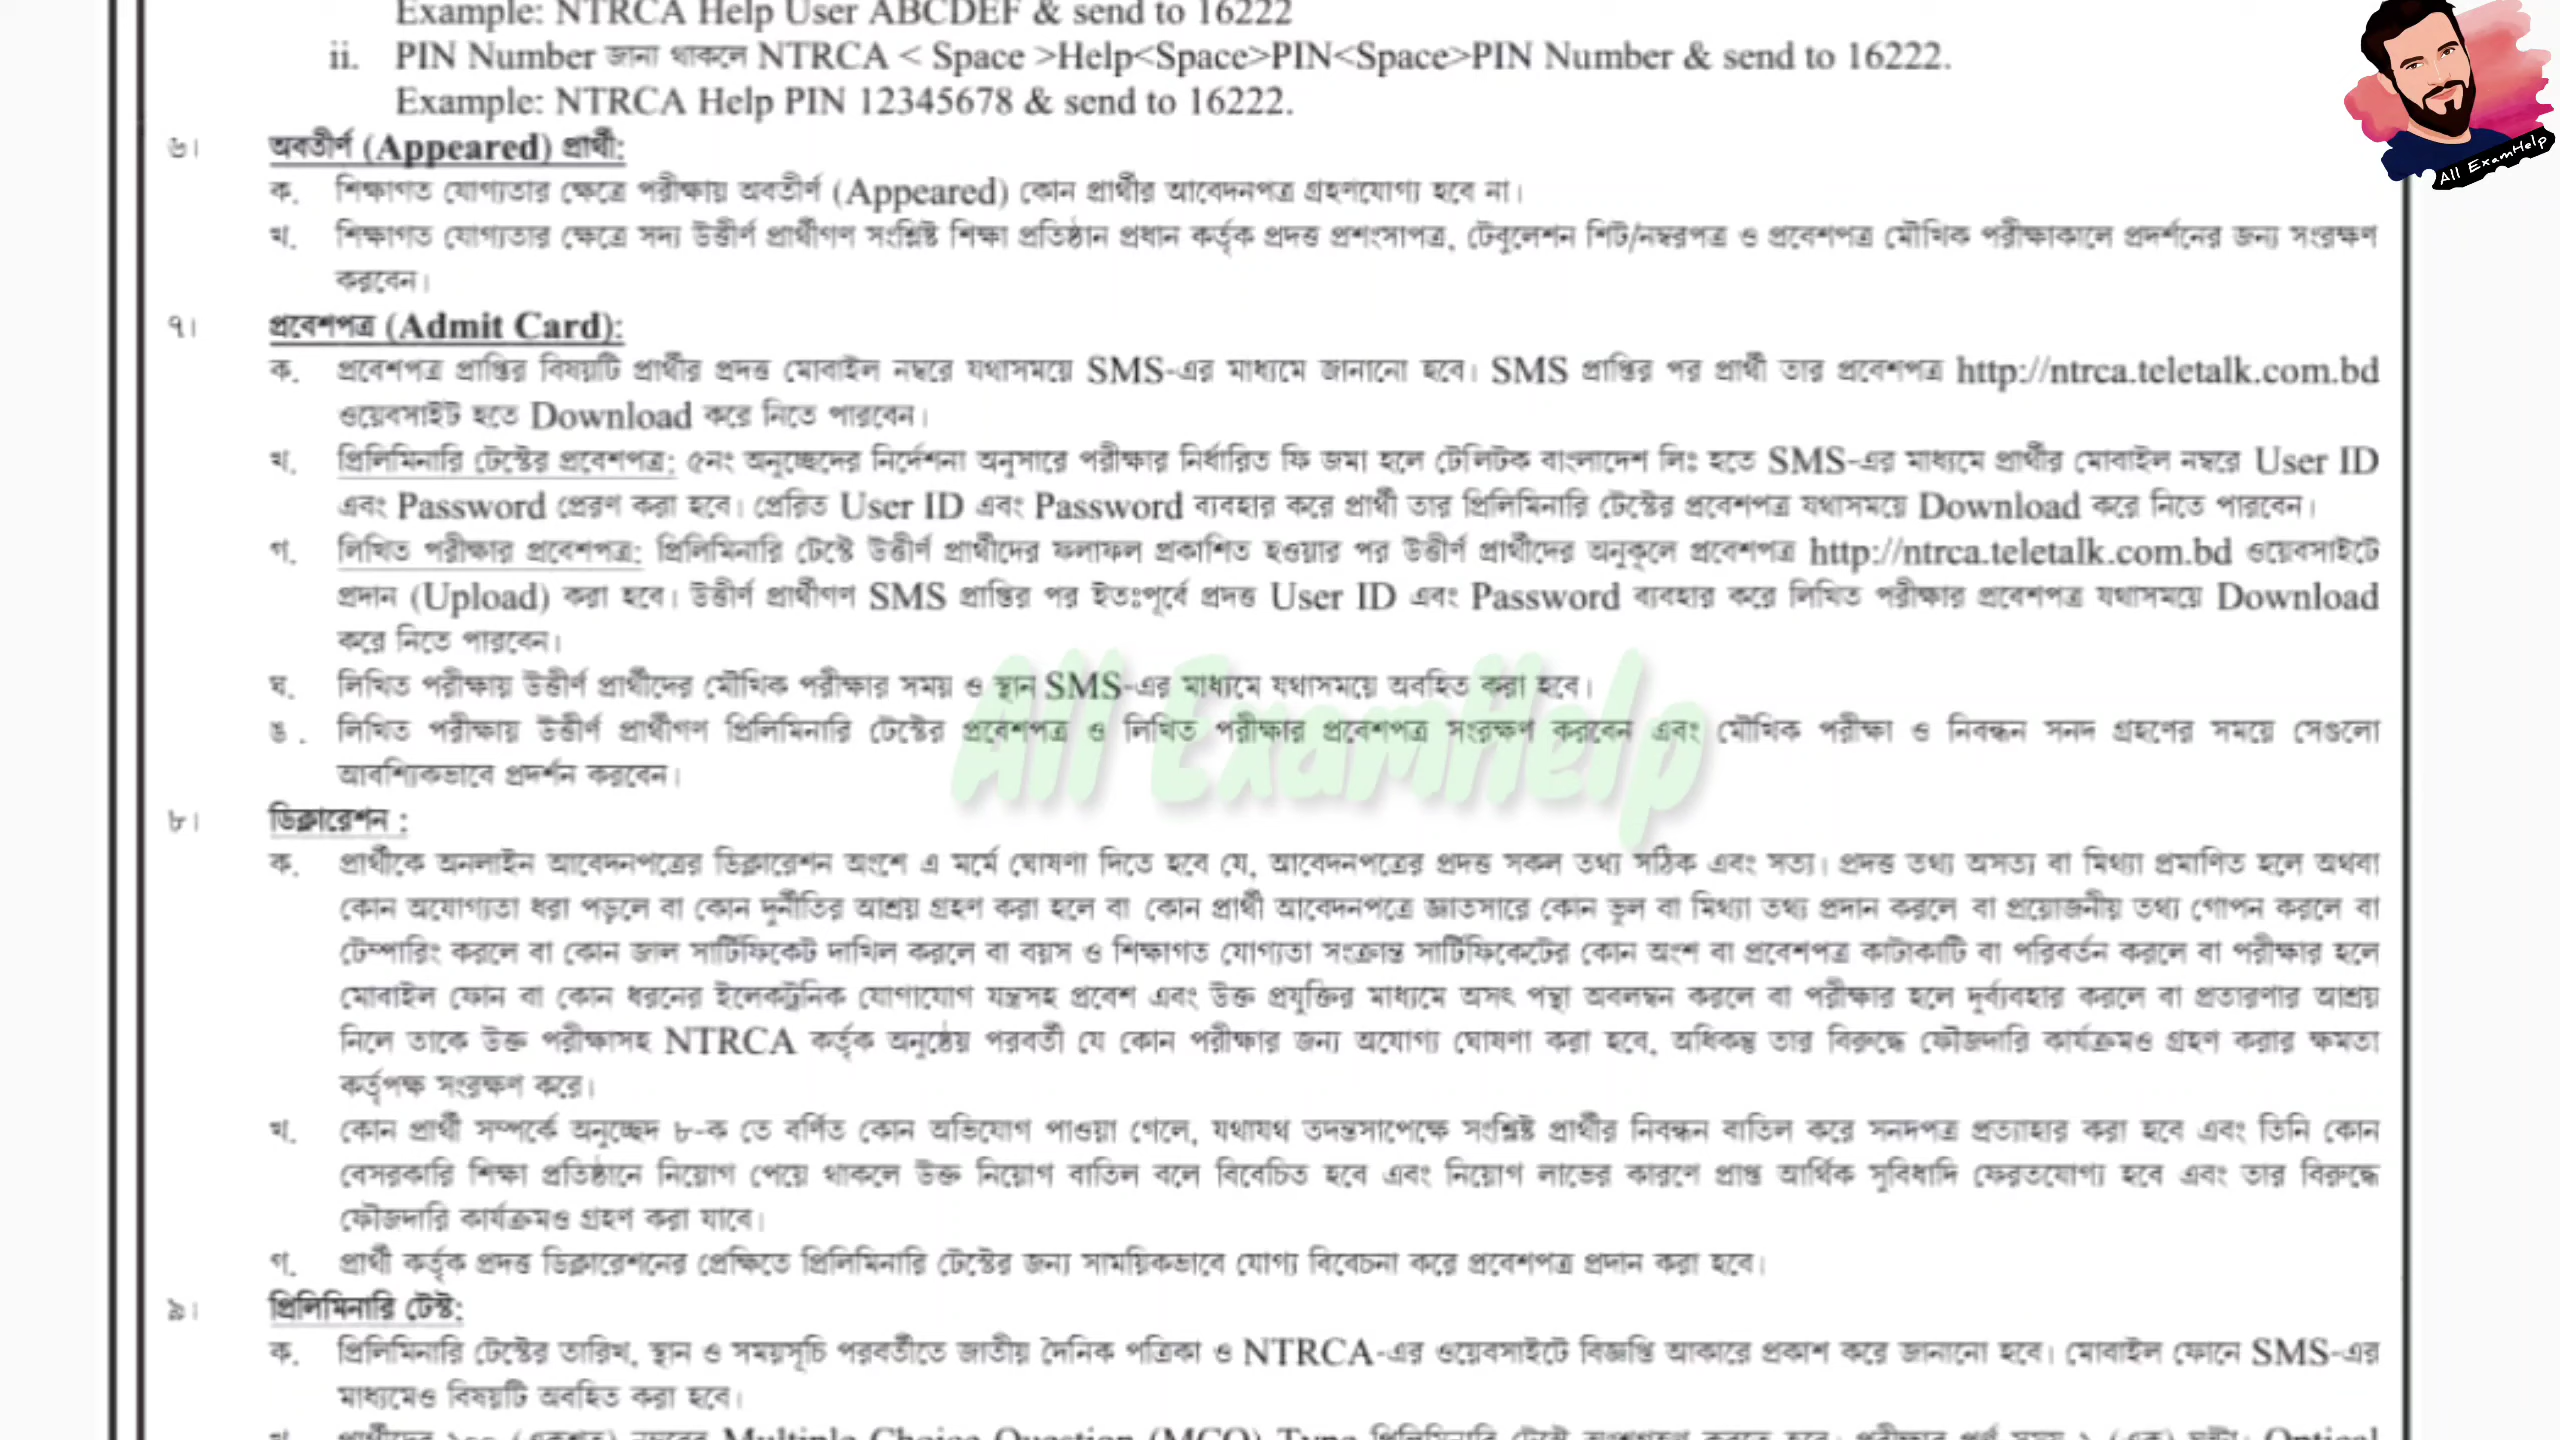 Example: NTRCA Help User ABCDEF & send to 16222
ii. PIN Number জানা থাকলে NTRCA < Space >Help<Space>PIN<Space>PIN Number & send to 16222.
Example: NTRCA Help PIN 12345678 & send to 16222.
৬। অবতীর্ণ (Appeared) প্রার্থী:
ক. শিক্ষাগত যোগ্যতার ক্ষেত্রে পরীক্ষায় অবতীর্ণ (Appeared) কোন প্রার্থীর আবেদনপত্র গ্রহণযোগ্য হবে না।
খ. শিক্ষাগত যোগ্যতার ক্ষেত্রে সদ্য উত্তীর্ণ প্রার্থীগণ সংশ্লিষ্ট শিক্ষা প্রতিষ্ঠান প্রধান কর্তৃক প্রদত্ত প্রশংসাপত্র, টেবুলেশন শিট/নম্বরপত্র ও প্রবেশপত্র মৌখিক পরীক্ষাকালে প্রদর্শনের জন্য সংরক্ষণ
করবেন।
৭। প্রবেশপত্র (Admit Card):
ক. প্রবেশপত্র প্রাপ্তির বিষয়টি প্রার্থীর প্রদত্ত মোবাইল নম্বরে যথাসময়ে SMS-এর মাধ্যমে জানানো হবে। SMS প্রাপ্তির পর প্রার্থী তার প্রবেশপত্র http://ntrca.teletalk.com.bd
ওয়েবসাইট হতে Download করে নিতে পারবেন।
খ. প্রিলিমিনারি টেস্টের প্রবেশপত্র: ৫নং অনুচ্ছেদের নির্দেশনা অনুসারে পরীক্ষার নির্ধারিত ফি জমা হলে টেলিটক বাংলাদেশ লিঃ হতে SMS-এর মাধ্যমে প্রার্থীর মোবাইল নম্বরে User ID
এবং Password প্রেরণ করা হবে। প্রেরিত User ID এবং Password ব্যবহার করে প্রার্থী তার প্রিলিমিনারি টেস্টের প্রবেশপত্র যথাসময়ে Download করে নিতে পারবেন।
গ. লিখিত পরীক্ষার প্রবেশপত্র: প্রিলিমিনারি টেস্টে উত্তীর্ণ প্রার্থীদের ফলাফল প্রকাশিত হওয়ার পর উত্তীর্ণ প্রার্থীদের অনুকূলে প্রবেশপত্র http://ntrca.teletalk.com.bd ওয়েবসাইটে
প্রদান (Upload) করা হবে। উত্তীর্ণ প্রার্থীগণ SMS প্রাপ্তির পর ইতঃপূর্বে প্রদত্ত User ID এবং Password ব্যবহার করে লিখিত পরীক্ষার প্রবেশপত্র যথাসময়ে Download
করে নিতে পারবেন।
ঘ. লিখিত পরীক্ষায় উত্তীর্ণ প্রার্থীদের মৌখিক পরীক্ষার সময় ও স্থান SMS-এর মাধ্যমে যথাসময়ে অবহিত করা হবে।
ঙ. লিখিত পরীক্ষায় উত্তীর্ণ প্রার্থীগণ প্রিলিমিনারি টেস্টের প্রবেশপত্র ও লিখিত পরীক্ষার প্রবেশপত্র সংরক্ষণ করবেন এবং মৌখিক পরীক্ষা ও নিবন্ধন সনদ গ্রহণের সময়ে সেগুলো
আবশ্যিকভাবে প্রদর্শন করবেন।
৮। ডিক্লারেশন :
ক. প্রার্থীকে অনলাইন আবেদনপত্রের ডিক্লারেশন অংশে এ মর্মে ঘোষণা দিতে হবে যে, আবেদনপত্রের প্রদত্ত সকল তথ্য সঠিক এবং সত্য। প্রদত্ত তথ্য অসত্য বা মিথ্যা প্রমাণিত হলে অথবা
কোন অযোগ্যতা ধরা পড়লে বা কোন দুর্নীতির আশ্রয় গ্রহণ করা হলে বা কোন প্রার্থী আবেদনপত্রে জ্ঞাতসারে কোন ভুল বা মিথ্যা তথ্য প্রদান করলে বা প্রয়োজনীয় তথ্য গোপন করলে বা
টেম্পারিং করলে বা কোন জাল সার্টিফিকেট দাখিল করলে বা বয়স ও শিক্ষাগত যোগ্যতা সংক্রান্ত সার্টিফিকেটের কোন অংশ বা প্রবেশপত্র কাটাকাটি বা পরিবর্তন করলে বা পরীক্ষার হলে
মোবাইল ফোন বা কোন ধরনের ইলেকট্রনিক যোগাযোগ যন্ত্রসহ প্রবেশ এবং উক্ত প্রযুক্তির মাধ্যমে অসৎ পন্থা অবলম্বন করলে বা পরীক্ষার হলে দুর্ব্যবহার করলে বা প্রতারণার আশ্রয়
নিলে তাকে উক্ত পরীক্ষাসহ NTRCA কর্তৃক অনুষ্ঠেয় পরবর্তী যে কোন পরীক্ষার জন্য অযোগ্য ঘোষণা করা হবে, অধিকন্তু তার বিরুদ্ধে ফৌজদারি কার্যক্রমও গ্রহণ করার ক্ষমতা
কর্তৃপক্ষ সংরক্ষণ করে।
খ. কোন প্রার্থী সম্পর্কে অনুচ্ছেদ ৮-ক তে বর্ণিত কোন অভিযোগ পাওয়া গেলে, যথাযথ তদন্তসাপেক্ষে সংশ্লিষ্ট প্রার্থীর নিবন্ধন বাতিল করে সনদপত্র প্রত্যাহার করা হবে এবং তিনি কোন
বেসরকারি শিক্ষা প্রতিষ্ঠানে নিয়োগ পেয়ে থাকলে উক্ত নিয়োগ বাতিল বলে বিবেচিত হবে এবং নিয়োগ লাভের কারণে প্রাপ্ত আর্থিক সুবিধাদি ফেরতযোগ্য হবে এবং তার বিরুদ্ধে
ফৌজদারি কার্যক্রমও গ্রহণ করা যাবে।
গ. প্রার্থী কর্তৃক প্রদত্ত ডিক্লারেশনের প্রেক্ষিতে প্রিলিমিনারি টেস্টের জন্য সাময়িকভাবে যোগ্য বিবেচনা করে প্রবেশপত্র প্রদান করা হবে।
৯। প্রিলিমিনারি টেস্ট:
ক. প্রিলিমিনারি টেস্টের তারিখ, স্থান ও সময়সূচি পরবর্তীতে জাতীয় দৈনিক পত্রিকা ও NTRCA-এর ওয়েবসাইটে বিজ্ঞপ্তি আকারে প্রকাশ করে জানানো হবে। মোবাইল ফোনে SMS-এর
মাধ্যমেও বিষয়টি অবহিত করা হবে।
Multiple Choice Question (MCQ) Type Optical
All ExamHelp
All ExamHelp